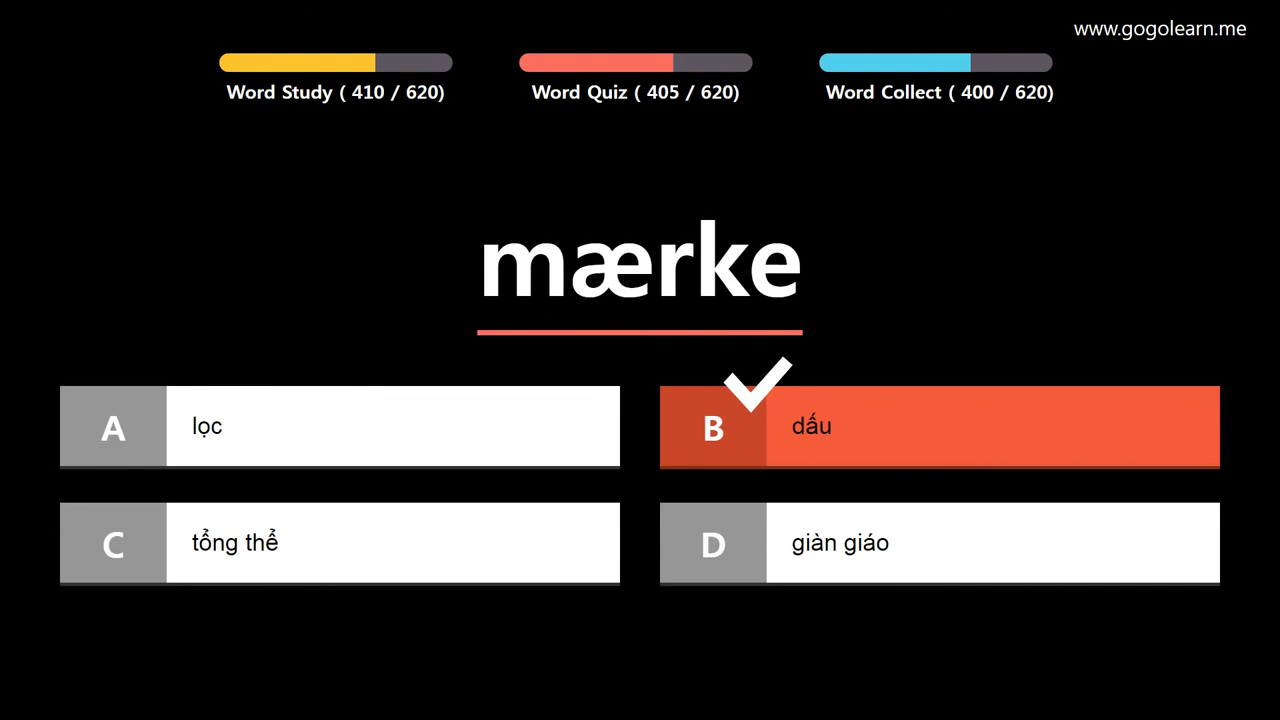 www.gogolearn.me
Word Study ( 410 / 620)
Word Quiz ( 405 / 620)
Word Collect ( 400 / 620)
mærke
A
lọc
B
dấu
C
tổng thể
D
giàn giáo